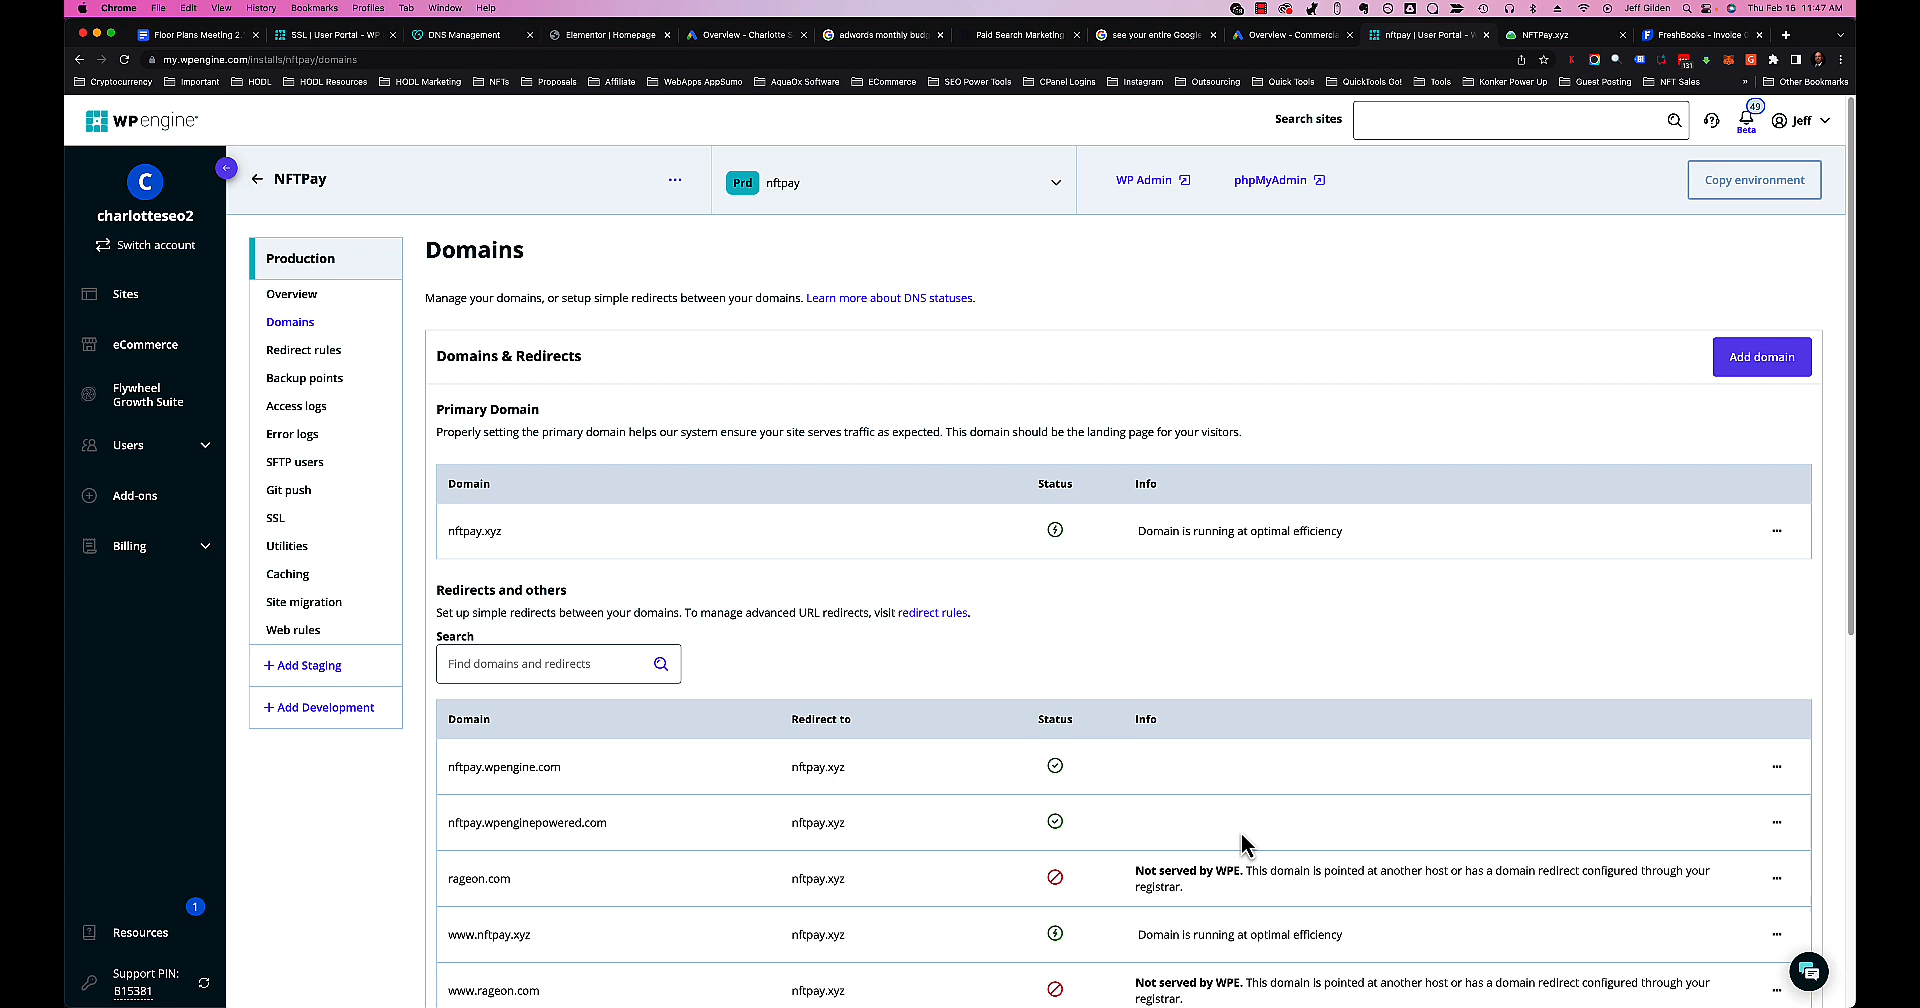 Chrome File Edit View History Bookmarks Profiles Tab Window Help
Jeff Gilden Thu Feb 16 11:47 AM
Floor Plans Meeting 2. SSL | User Portal - WP DNS Management Elementor | Homepage Overview - Charlotte S adwords monthly budg Paid Search Marketing see your entire Google Overview - Commercia nftpay | User Portal - W NFTPay.xyz FreshBooks - Invoice 0
my.wpengine.com/installs/nftpay/domains
131
Cryptocurrency Important HODL HODL Resources HODL Marketing NFTs Proposals Affiliate WebApps AppSumo AquaOx Software ECommerce SEO Power Tools CPanel Logins Instagram Outsourcing Quick Tools QuickTools Go! Tools Konker Power Up Guest Posting NFT Sales » Other Bookmarks
WP engine
Search sites
49
Beta
Jeff
C
charlotteseo2
Switch account
Sites
eCommerce
Flywheel
Growth Suite
Users
Add-ons
Billing
1
Resources
Support PIN:
B15381
NFTPay ...
Prd nftpay
WP Admin
phpMyAdmin
Copy environment
Production
Overview
Domains
Redirect rules
Backup points
Access logs
Error logs
SFTP users
Git push
SSL
Utilities
Caching
Site migration
Web rules
+ Add Staging
+ Add Development
Domains
Manage your domains, or setup simple redirects between your domains. Learn more about DNS statuses.
Domains & Redirects
Add domain
Primary Domain
Properly setting the primary domain helps our system ensure your site serves traffic as expected. This domain should be the landing page for your visitors.
Domain Status Info
nftpay.xyz Domain is running at optimal efficiency ...
Redirects and others
Set up simple redirects between your domains. To manage advanced URL redirects, visit redirect rules.
Search
Find domains and redirects
Domain Redirect to Status Info
nftpay.wpengine.com nftpay.xyz ...
nftpay.wpenginepowered.com nftpay.xyz ...
rageon.com nftpay.xyz Not served by WPE. This domain is pointed at another host or has a domain redirect configured through your
registrar. ...
www.nftpay.xyz nftpay.xyz Domain is running at optimal efficiency ...
www.rageon.com nftpay.xyz Not served by WPE. This domain is pointed at another host or has a domain redirect configured through your
registrar. ...